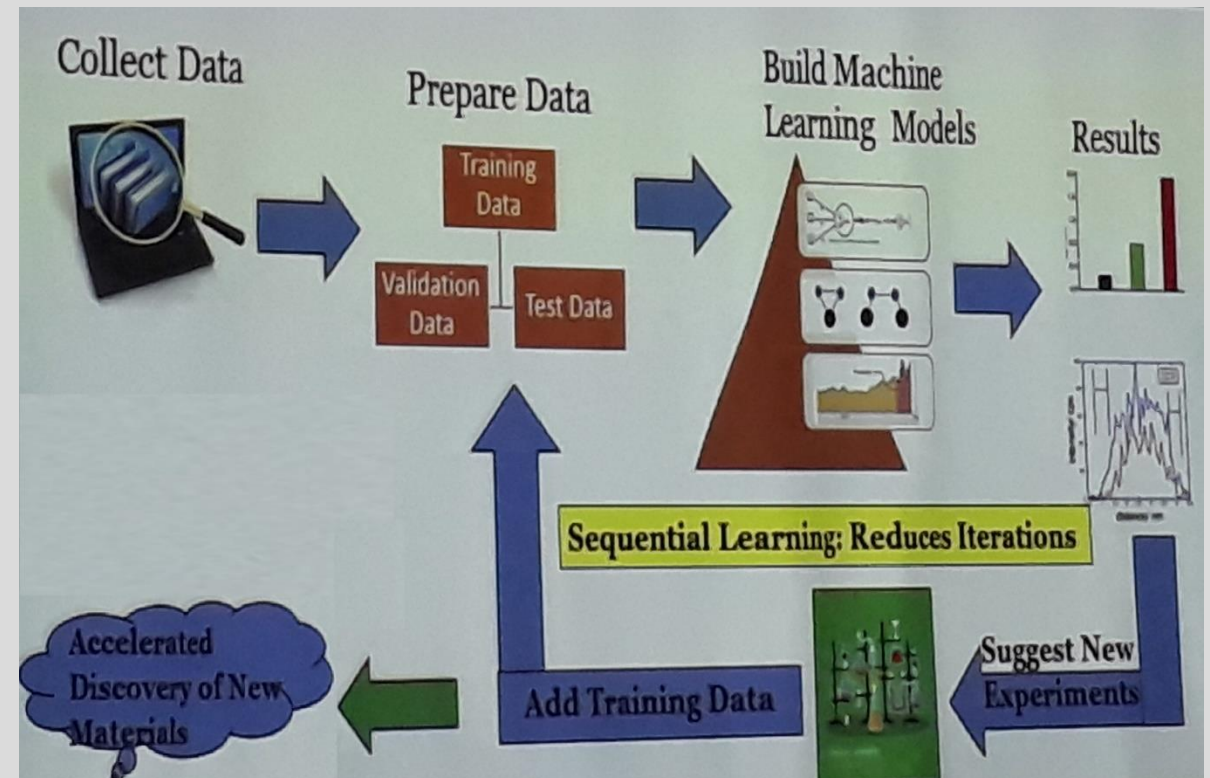 Collect Data
Prepare Data
Build Machine
Learning Models
Results
Training
Data
Validation
Data
Test Data
Sequential Learning: Reduces Iterations
Accelerated
Discovery of New
Materials
Add Training Data
Suggest New
Experiments